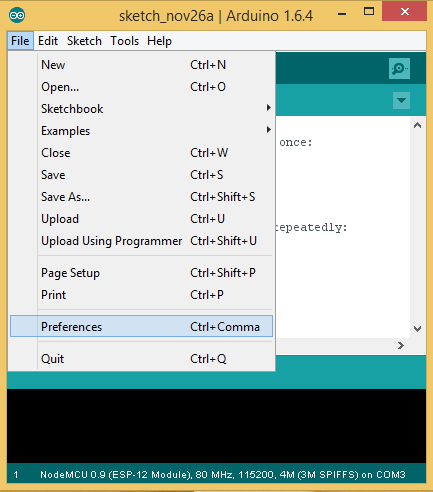 sketch_nov26a | Arduino 1.6.4
File Edit Sketch Tools Help
New Ctrl+N
Open... Ctrl+O
Sketchbook
Examples
Close Ctrl+W
Save Ctrl+S
Save As... Ctrl+Shift+S
Upload Ctrl+U
Upload Using Programmer Ctrl+Shift+U
Page Setup Ctrl+Shift+P
Print Ctrl+P
Preferences Ctrl+Comma
Quit Ctrl+Q
once:
epeatedly:
1 NodeMCU 0.9 (ESP-12 Module), 80 MHz, 115200, 4M (3M SPIFFS) on COM3